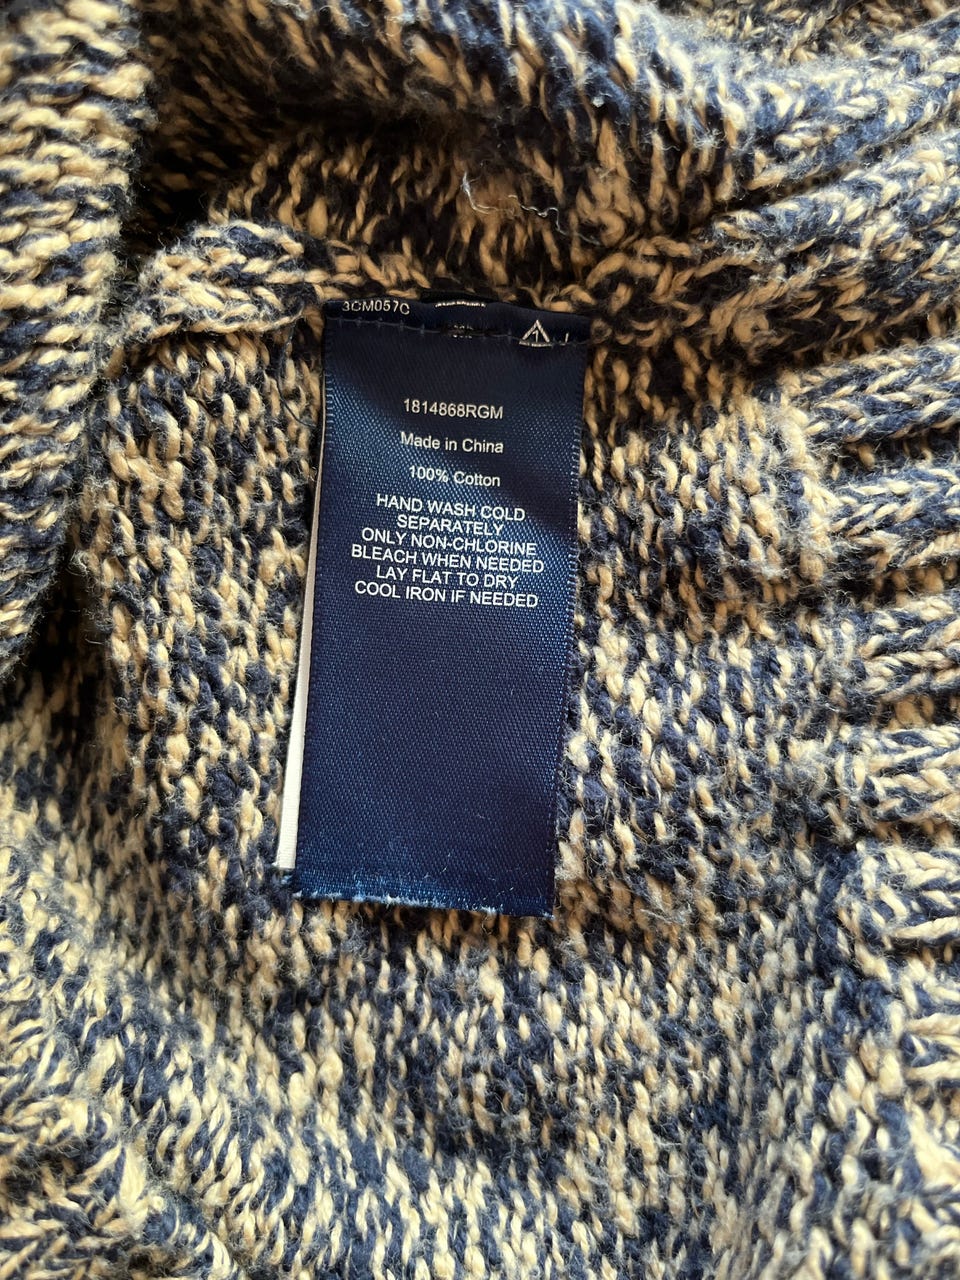 3CM057C
1814868RGM
Made in China
100% Cotton
HAND WASH COLD
SEPARATELY
ONLY NON-CHLORINE
BLEACH WHEN NEEDED
LAY FLAT TO DRY
COOL IRON IF NEEDED